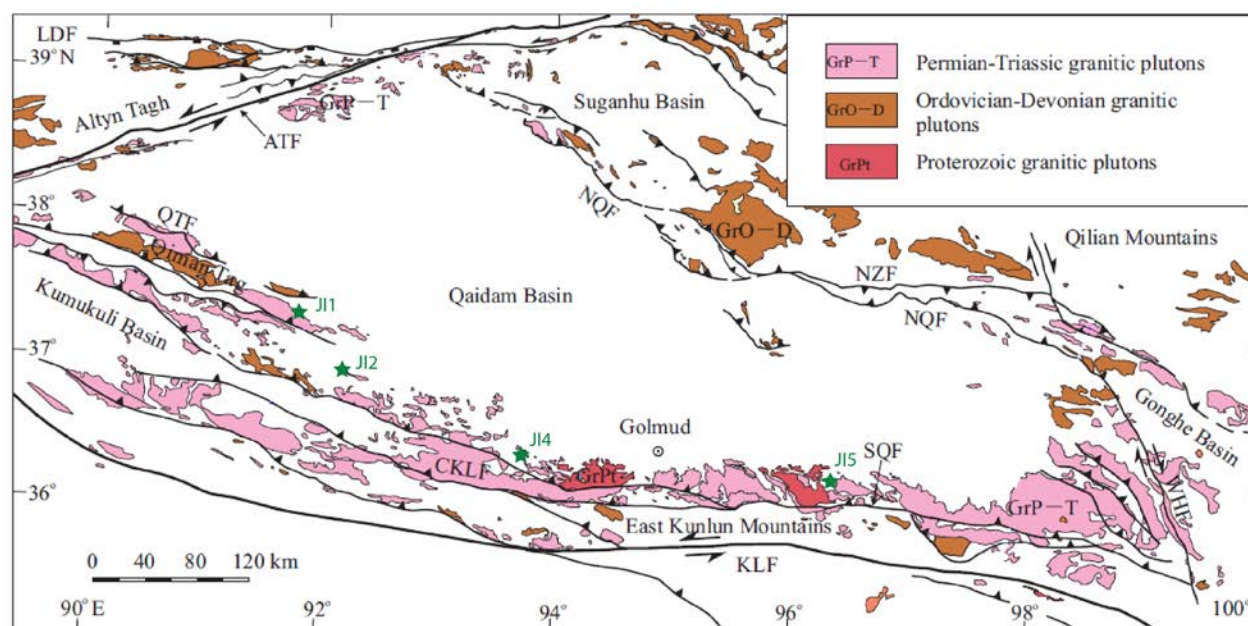 LDF
39°N
Altyn Tagh
ATF
GrP－T
Suganhu Basin
GrP－T Permian-Triassic granitic plutons
GrO－D Ordovician-Devonian granitic
plutons
GrPt Proterozoic granitic plutons
38°
QTF
Qiman Tag
NQF
GrO－D
Qilian Mountains
Kumukuli Basin
JI1
Qaidam Basin
NZF
NQF
37°
JI2
Gonghe Basin
Golmud
JI4
CKLF
GrPt
JI5
SQF
36°
GrP－T
East Kunlun Mountains
KLF
0 40 80 120 km
90°E
92°
94°
96°
98°
100°